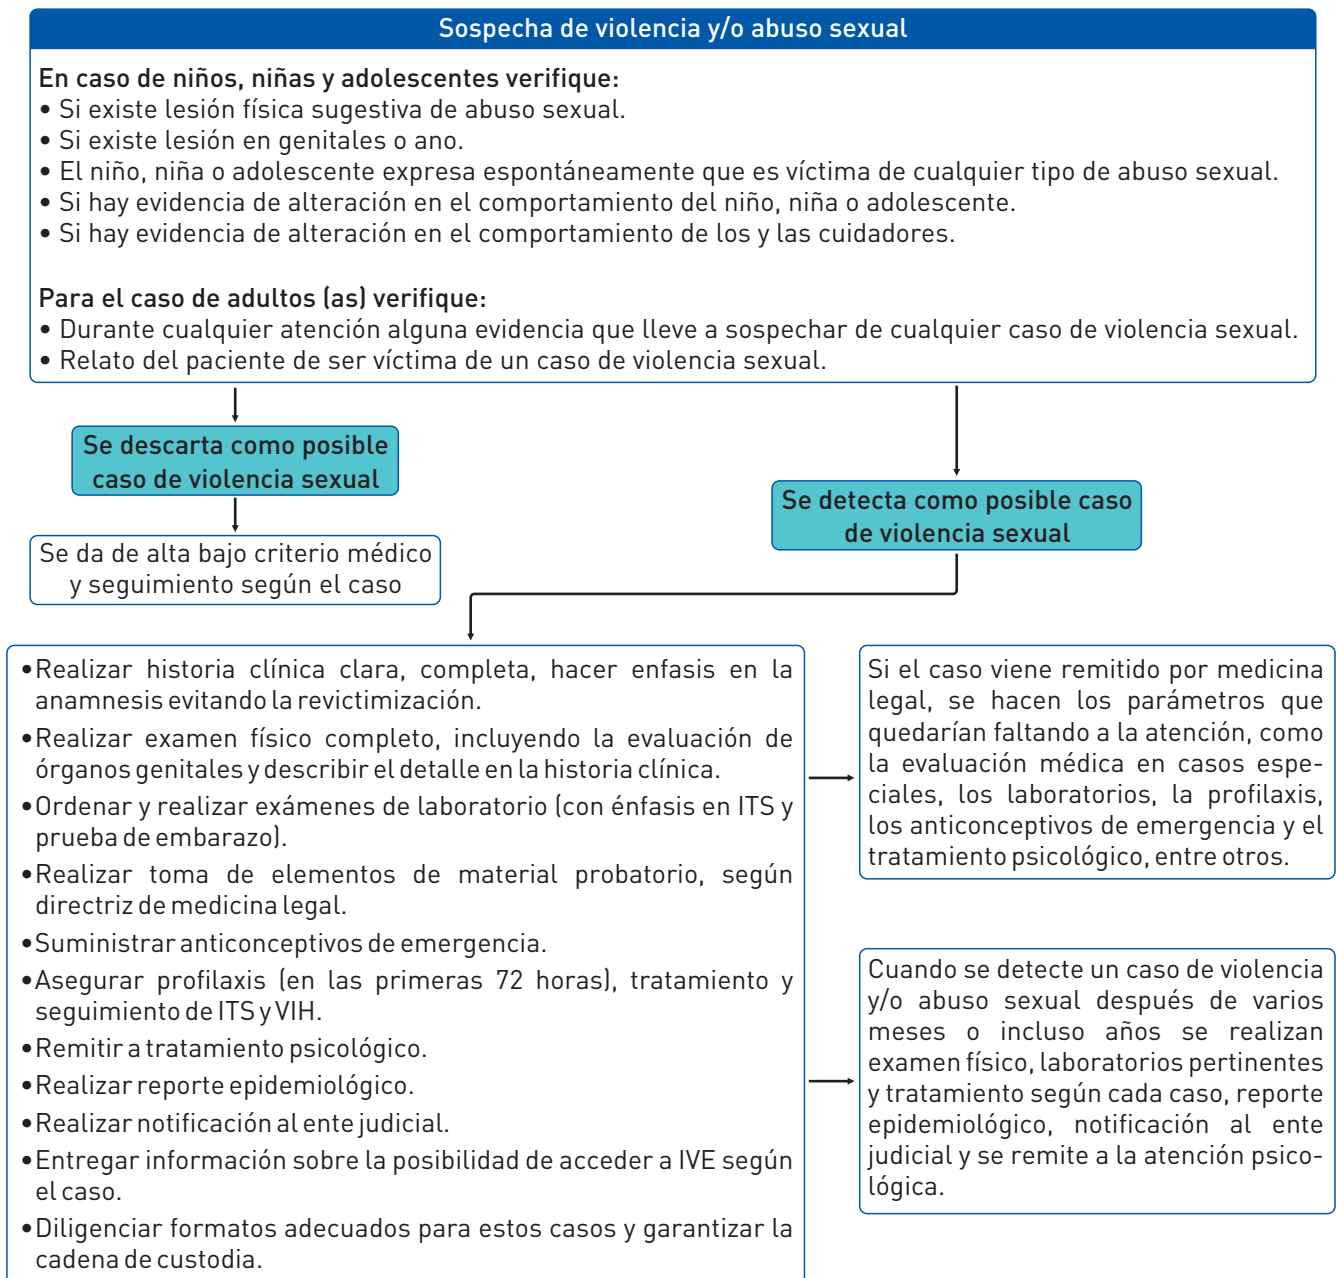 Sospecha de violencia y/o abuso sexual
En caso de niños, niñas y adolescentes verifique:
• Si existe lesión física sugestiva de abuso sexual.
• Si existe lesión en genitales o ano.
• El niño, niña o adolescente expresa espontáneamente que es víctima de cualquier tipo de abuso sexual.
• Si hay evidencia de alteración en el comportamiento del niño, niña o adolescente.
• Si hay evidencia de alteración en el comportamiento de los y las cuidadores.
Para el caso de adultos (as) verifique:
• Durante cualquier atención alguna evidencia que lleve a sospechar de cualquier caso de violencia sexual.
• Relato del paciente de ser víctima de un caso de violencia sexual.
Se descarta como posible
caso de violencia sexual
Se da de alta bajo criterio médico
y seguimiento según el caso
Se detecta como posible caso
de violencia sexual
•Realizar historia clínica clara, completa, hacer enfasis en la
anamnesis evitando la revictimización.
•Realizar examen físico completo, incluyendo la evaluación de
órganos genitales y describir el detalle en la historia clínica.
•Ordenar y realizar exámenes de laboratorio (con énfasis en ITS y
prueba de embarazo).
•Realizar toma de elementos de material probatorio, según
directriz de medicina legal.
•Suministrar anticonceptivos de emergencia.
•Asegurar profilaxis (en las primeras 72 horas), tratamiento y
seguimiento de ITS y VIH.
•Remitir a tratamiento psicológico.
•Realizar reporte epidemiológico.
•Realizar notificación al ente judicial.
•Entregar información sobre la posibilidad de acceder a IVE según
el caso.
•Diligenciar formatos adecuados para estos casos y garantizar la
cadena de custodia.
Si el caso viene remitido por medicina
legal, se hacen los parámetros que
quedarían faltando a la atención, como
la evaluación médica en casos espe-
ciales, los laboratorios, la profilaxis,
los anticonceptivos de emergencia y el
tratamiento psicológico, entre otros.
Cuando se detecte un caso de violencia
y/o abuso sexual después de varios
meses o incluso años se realizan
examen físico, laboratorios pertinentes
y tratamiento según cada caso, reporte
epidemiológico, notificación al ente
judicial y se remite a la atención psico-
lógica.